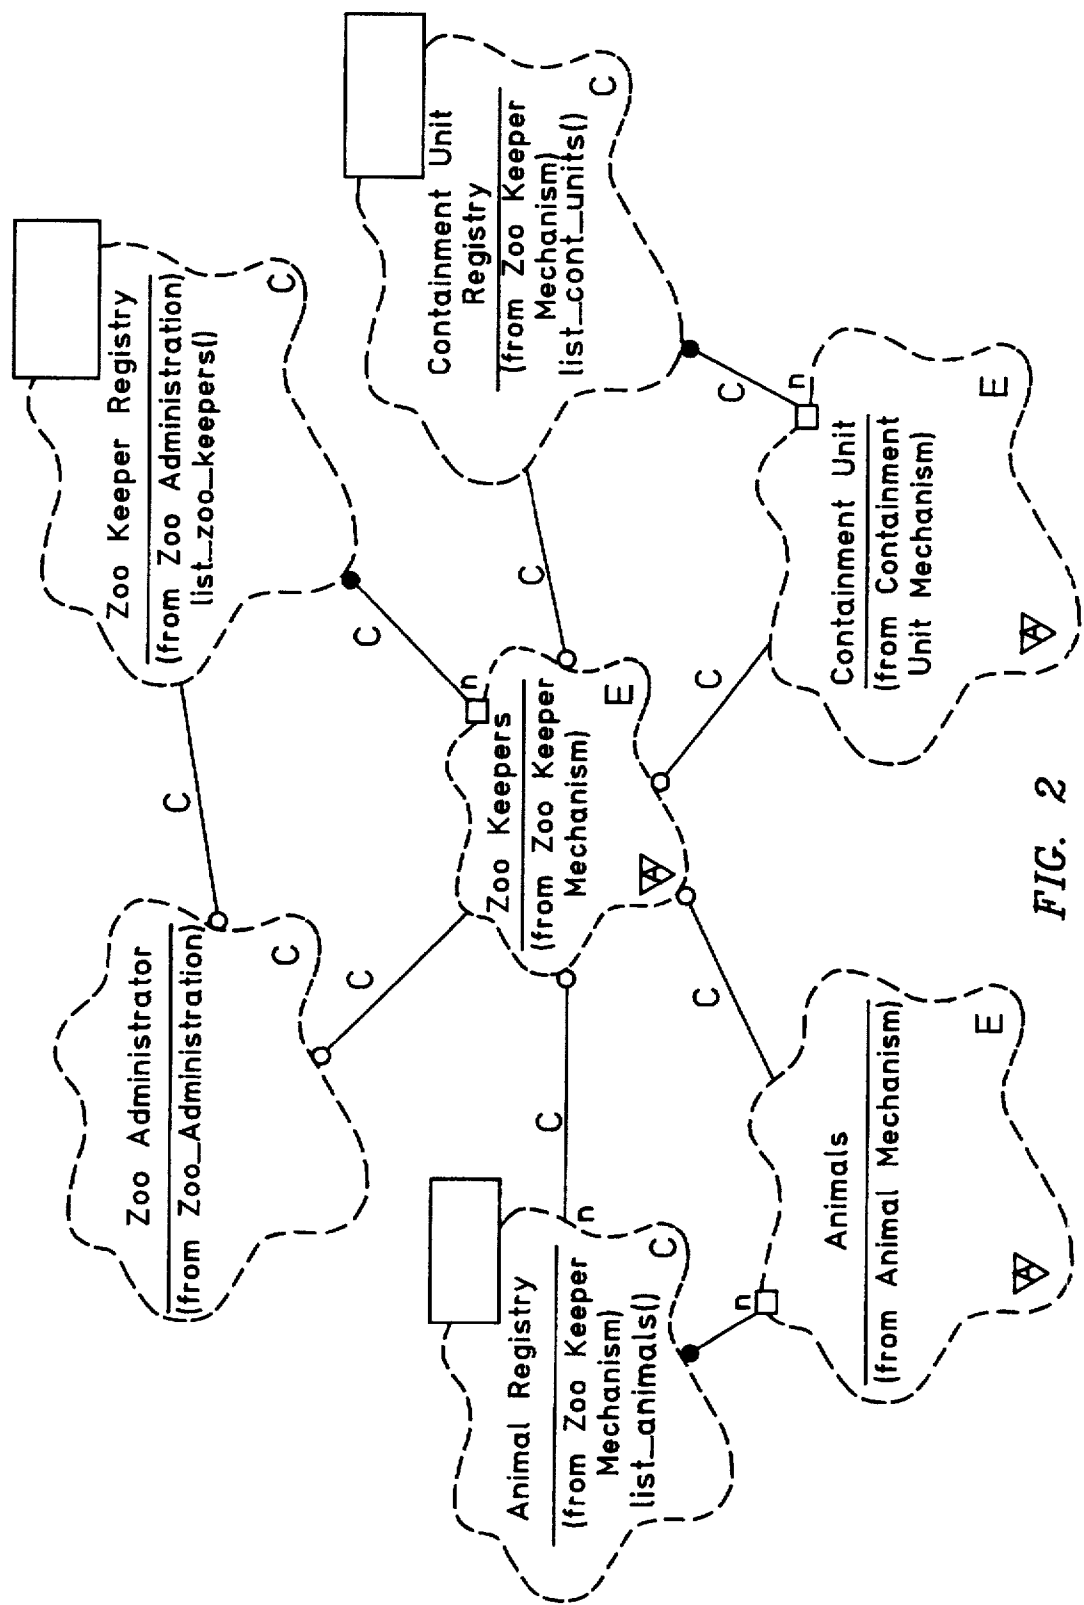 Zoo Administrator
(from Zoo_Administration)
C
C
Zoo Keeper Registry
(from Zoo Administration)
list_zoo_keepers()
C
C
C
n
Animal Registry
(from Zoo Keeper
Mechanism)
list_animals()
C
n
C
Zoo Keepers
(from Zoo Keeper
Mechanism)
A
E
C
Containment Unit
Registry
(from Zoo Keeper
Mechanism)
list_cont_units()
C
C
n
n
C
C
Animals
(from Animal Mechanism)
A
E
Containment Unit
(from Containment
Unit Mechanism)
A
E
FIG. 2